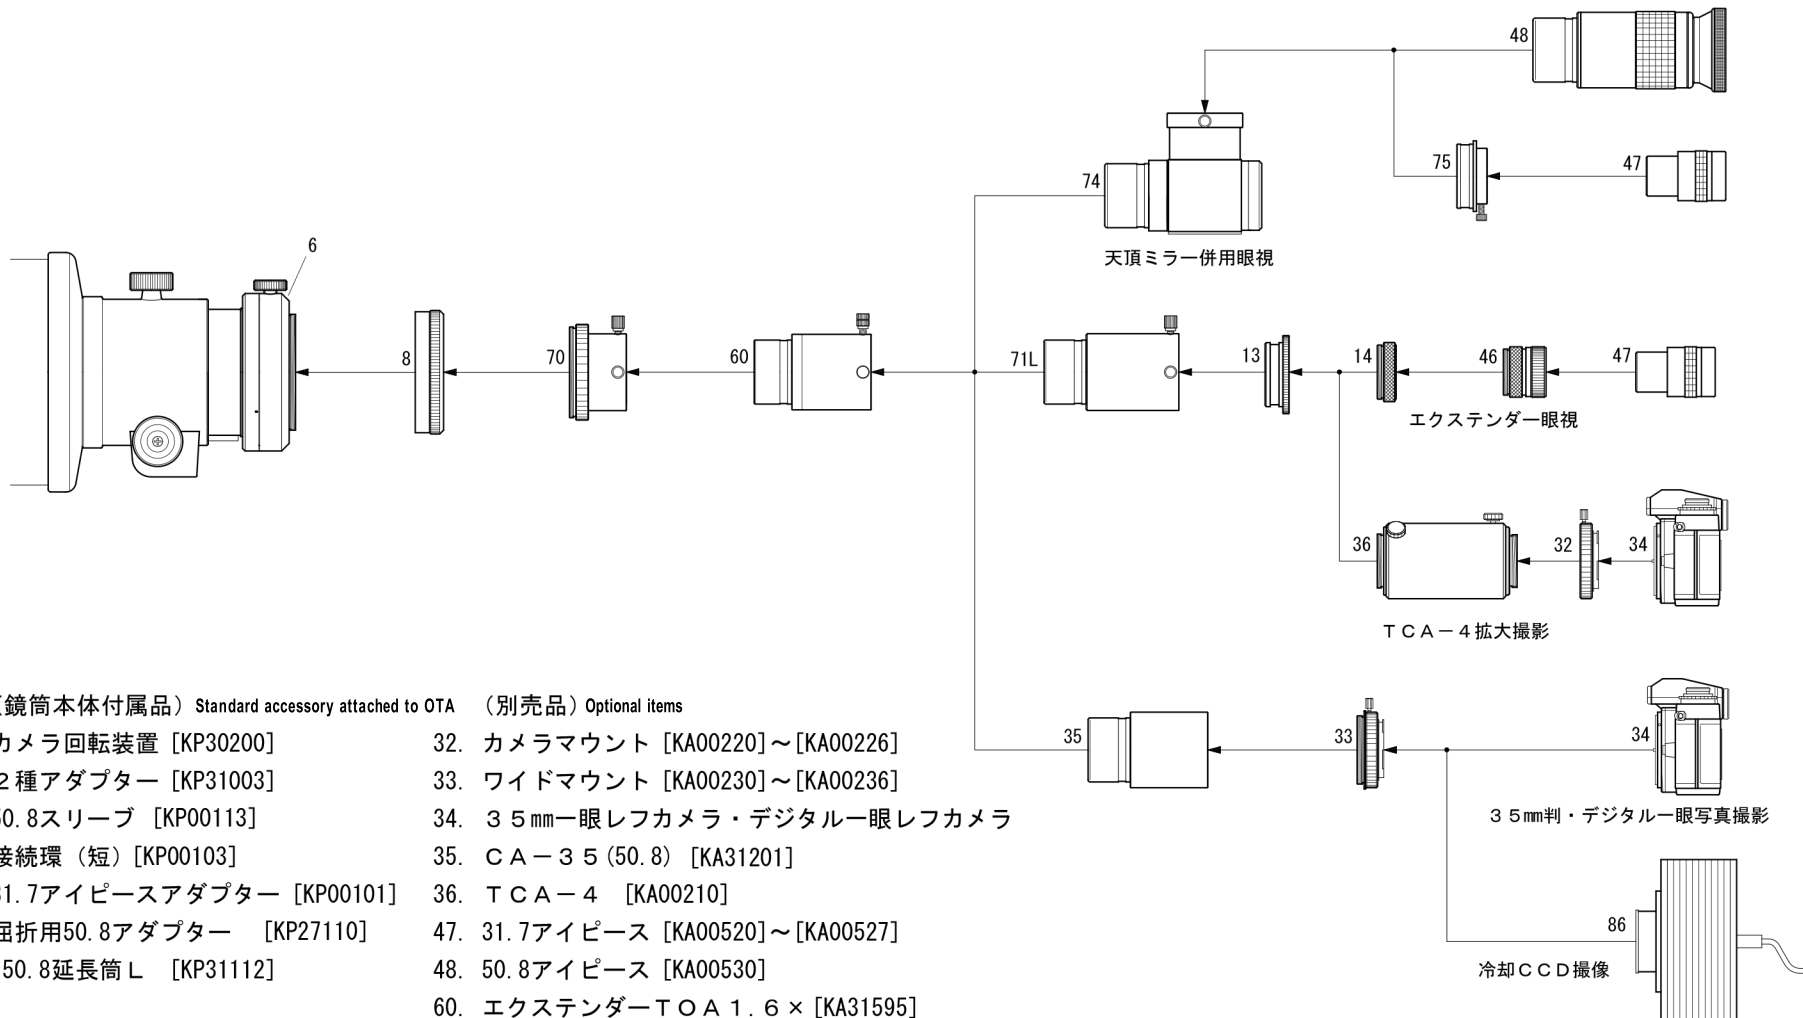 48
75
47
74
天頂ミラー併用眼視
6
8
70
60
71L
13
14
46
47
エクステンダー眼視
36
32
34
TCA-4拡大撮影
35
33
34
35㎜判・デジタル一眼写真撮影
86
冷却CCD撮像
(鏡筒本体付属品) Standard accessory attached to OTA
カメラ回転装置 [KP30200]
2種アダプター [KP31003]
50.8スリーブ [KP00113]
接続環(短)[KP00103]
31.7アイピースアダプター [KP00101]
屈折用50.8アダプター [KP27110]
50.8延長筒L [KP31112]
(別売品) Optional items
32. カメラマウント [KA00220]~[KA00226]
33. ワイドマウント [KA00230]~[KA00236]
34. 35㎜一眼レフカメラ・デジタル一眼レフカメラ
35. CA-35(50.8) [KA31201]
36. TCA-4 [KA00210]
47. 31.7アイピース [KA00520]~[KA00527]
48. 50.8アイピース [KA00530]
60. エクステンダーTOA1.6× [KA31595]